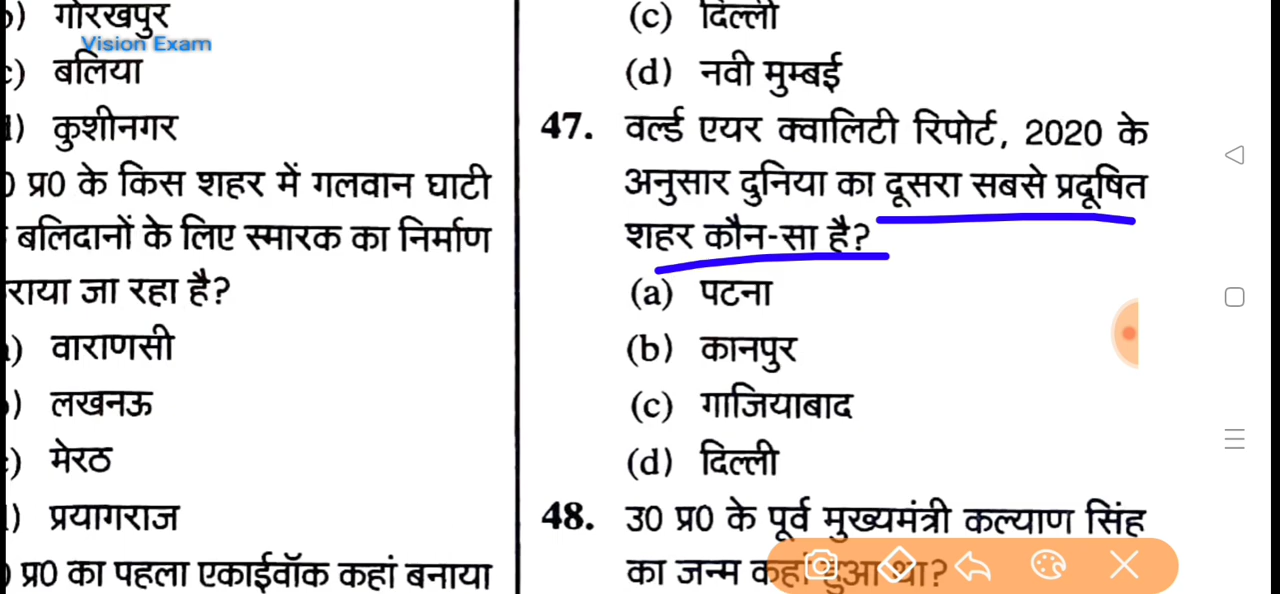 गोरखपुर
Vision Exam
बलिया
कुशीनगर
प्र0 के किस शहर में गलवान घाटी
बलिदानों के लिए स्मारक का निर्माण
राया जा रहा है?
वाराणसी
लखनऊ
मेरठ
प्रयागराज
प्र0 का पहला एकाईवॉक कहां बनाया
(c) दिल्ली
(d) नवी मुम्बई
47. वर्ल्ड एयर क्वालिटी रिपोर्ट, 2020 के
अनुसार दुनिया का दूसरा सबसे प्रदूषित
शहर कौन-सा है?
(a) पटना
(b) कानपुर
(c) गाजियाबाद
(d) दिल्ली
48. उ0 प्र0 के पूर्व मुख्यमंत्री कल्याण सिंह
का जन्म कहां हुआ था?